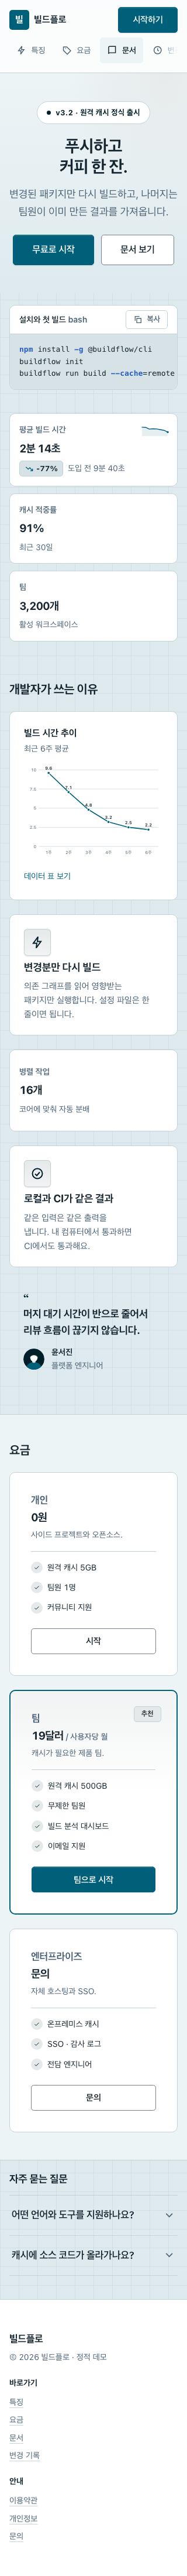 빌 빌드플로
시작하기
특징 요금 문서
v3.2 · 원격 캐시 정식 출시
푸시하고
커피 한 잔.
변경된 패키지만 다시 빌드하고, 나머지는
팀원이 이미 만든 결과를 가져옵니다.
무료로 시작 문서 보기
설치와 첫 빌드 bash 복사
npm install -g @buildflow/cli
buildflow init
buildflow run build --cache=remote
평균 빌드 시간
2분 14초
-77% 도입 전 9분 40초
캐시 적중률
91%
최근 30일
팀
3,200개
활성 워크스페이스
개발자가 쓰는 이유
빌드 시간 추이
최근 6주 평균
10
7.5
5
2.5
0
9.6
7.1
4.8
3.2
2.5
2.2
1월 2월 3월 4월 5월 6월
데이터 표 보기
변경분만 다시 빌드
의존 그래프를 읽어 영향받는
패키지만 실행합니다. 설정 파일은 한
줄이면 됩니다.
병렬 작업
16개
코어에 맞춰 자동 분배
로컬과 CI가 같은 결과
같은 입력은 같은 출력을
냅니다. 내 컴퓨터에서 통과하면
CI에서도 통과해요.
“
머지 대기 시간이 반으로 줄어서
리뷰 흐름이 끊기지 않습니다.
윤서진
플랫폼 엔지니어
요금
개인
0원
사이드 프로젝트와 오픈소스.
원격 캐시 5GB
팀원 1명
커뮤니티 지원
시작
추천
팀
19달러 / 사용자당 월
캐시가 필요한 제품 팀.
원격 캐시 500GB
무제한 팀원
빌드 분석 대시보드
이메일 지원
팀으로 시작
엔터프라이즈
문의
자체 호스팅과 SSO.
온프레미스 캐시
SSO · 감사 로그
전담 엔지니어
문의
자주 묻는 질문
어떤 언어와 도구를 지원하나요?
캐시에 소스 코드가 올라가나요?
빌드플로
© 2026 빌드플로 · 정적 데모
바로가기
특징
요금
문서
변경 기록
안내
이용약관
개인정보
문의